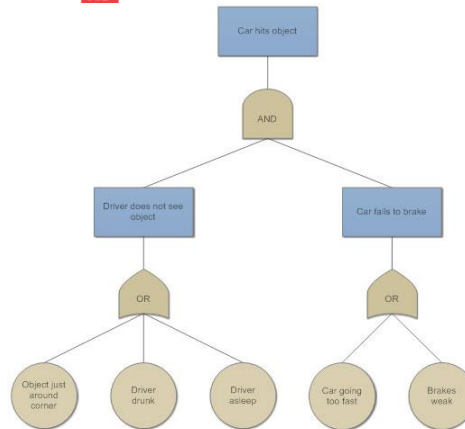 Car hits object
AND
Driver does not see
object
Car fails to brake
OR
OR
Object just
around
corner
Driver
drunk
Driver
asleep
Car going
too fast
Brakes
weak